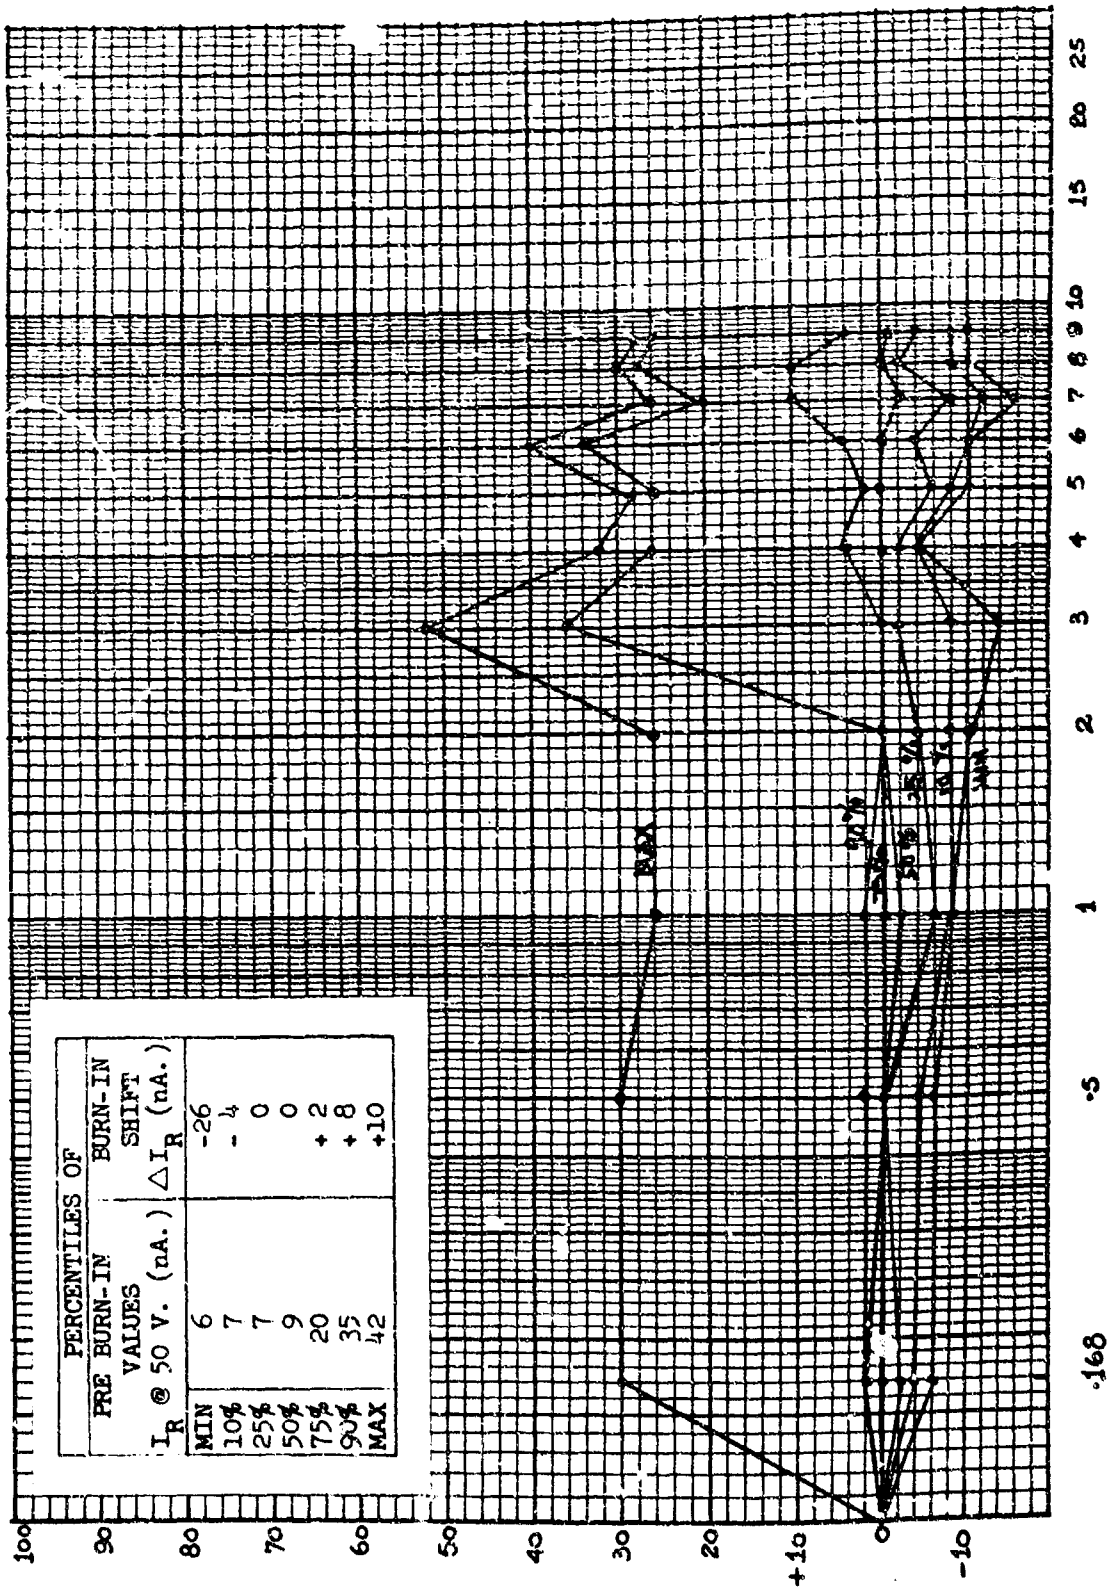 PERCENTILES OF
PRE BURN-IN BURN-IN
VALUES SHIFT
I_R @ 50 V. (nA.) △I_R (nA.)
MIN 6 -26
10% 7 - 4
25% 7 0
50% 9 0
75% 20 + 2
90% 35 + 8
MAX 42 +10
100
90
80
70
60
50
40
30
20
+10
0
-10
MAX
90%
50%
25%
10%
MIN
.168
.5
1
2
3
4
5
6
7
8
9
10
15
20
25